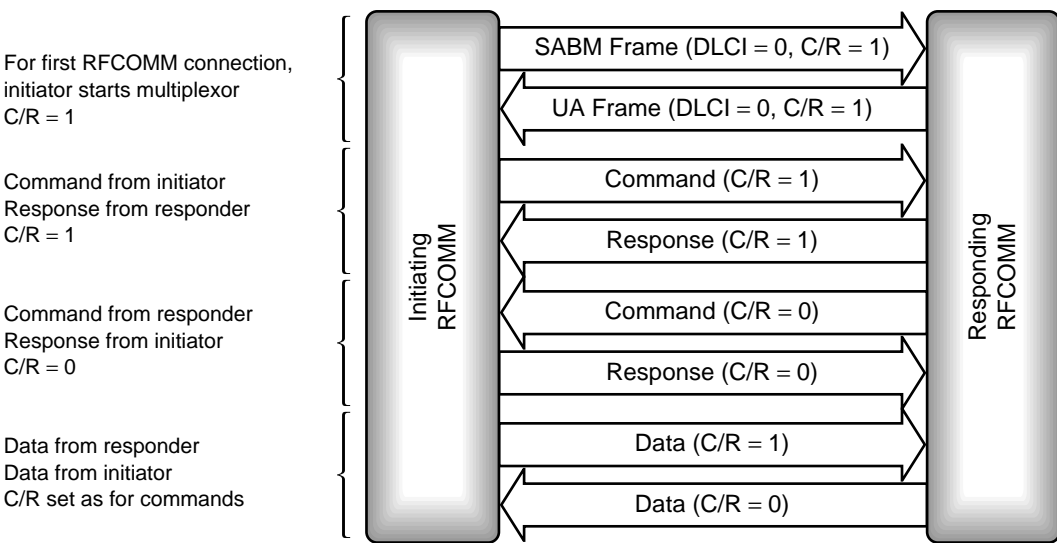 For first RFCOMM connection,
initiator starts multiplexor
C/R = 1
SABM Frame (DLCI = 0, C/R = 1)
UA Frame (DLCI = 0, C/R = 1)
Command from initiator
Response from responder
C/R = 1
Command (C/R = 1)
Response (C/R = 1)
Command from responder
Response from initiator
C/R = 0
Command (C/R = 0)
Response (C/R = 0)
Data from responder
Data from initiator
C/R set as for commands
Data (C/R = 1)
Data (C/R = 0)
Initiating
RFCOMM
Responding
RFCOMM